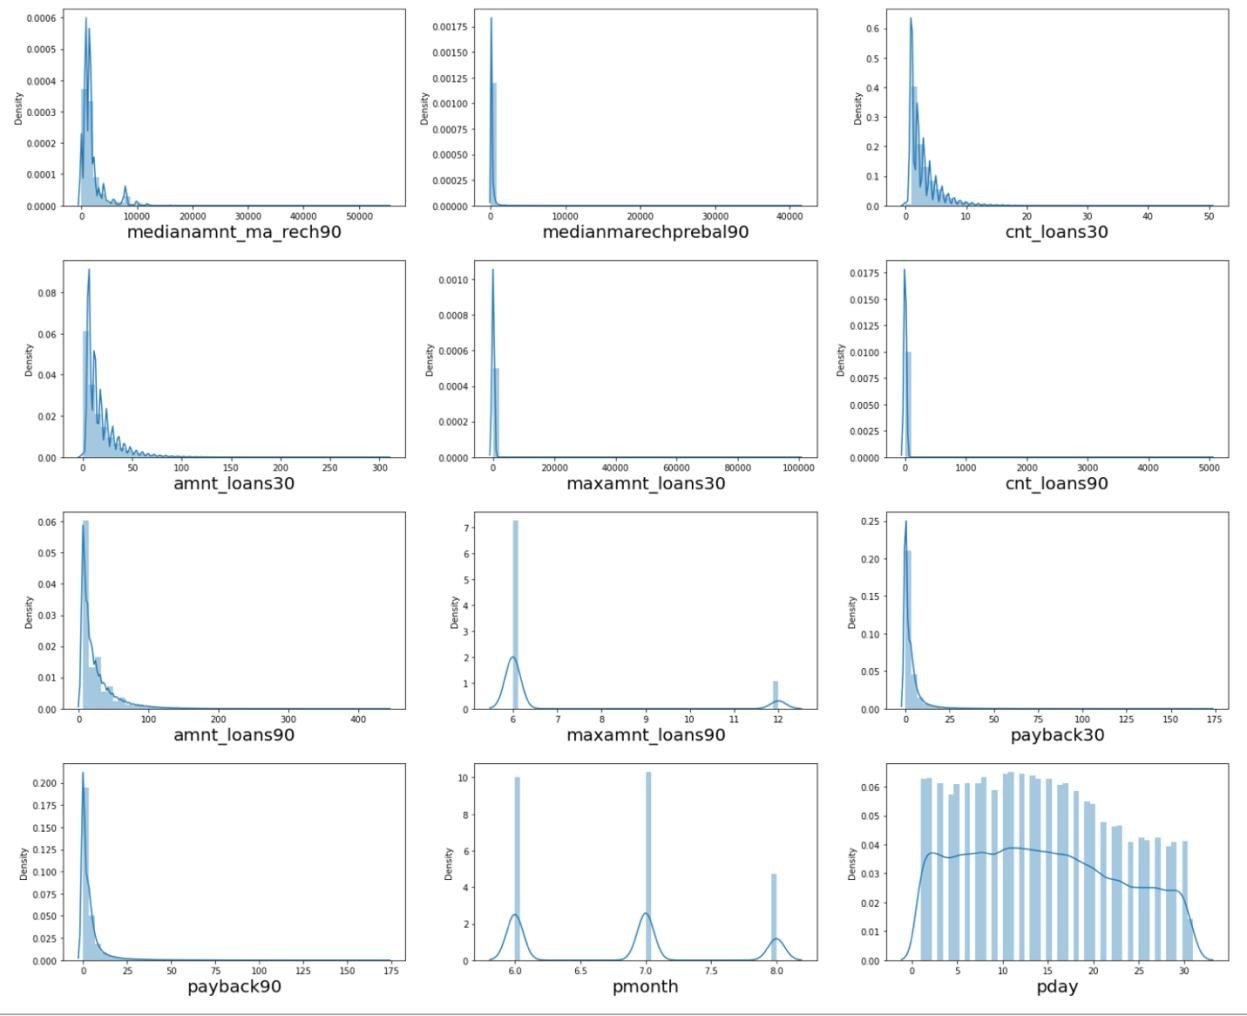 0.0006
0.0005
0.0004
0.0003
0.0002
0.0001
0.0000
Density
0 10000 20000 30000 40000 50000
medianamnt_ma_rech90
0.00175
0.00150
0.00125
0.00100
0.00075
0.00050
0.00025
0.00000
Density
0 10000 20000 30000 40000
medianmarechprebal90
0.6
0.5
0.4
0.3
0.2
0.1
0.0
Density
0 10 20 30 40 50
cnt_loans30
0.08
0.06
0.04
0.02
0.00
Density
0 50 100 150 200 250 300
amnt_loans30
0.0010
0.0008
0.0006
0.0004
0.0002
0.0000
Density
0 20000 40000 60000 80000 100000
maxamnt_loans30
0.0175
0.0150
0.0125
0.0100
0.0075
0.0050
0.0025
0.0000
Density
0 1000 2000 3000 4000 5000
cnt_loans90
0.06
0.05
0.04
0.03
0.02
0.01
0.00
Density
0 100 200 300 400
amnt_loans90
7
6
5
4
3
2
1
0
Density
6 7 8 9 10 11 12
maxamnt_loans90
0.25
0.20
0.15
0.10
0.05
0.00
Density
0 25 50 75 100 125 150 175
payback30
0.200
0.175
0.150
0.125
0.100
0.075
0.050
0.025
0.000
Density
0 25 50 75 100 125 150 175
payback90
10
8
6
4
2
0
Density
6.0 6.5 7.0 7.5 8.0
pmonth
0.06
0.05
0.04
0.03
0.02
0.01
0.00
Density
0 5 10 15 20 25 30
pday